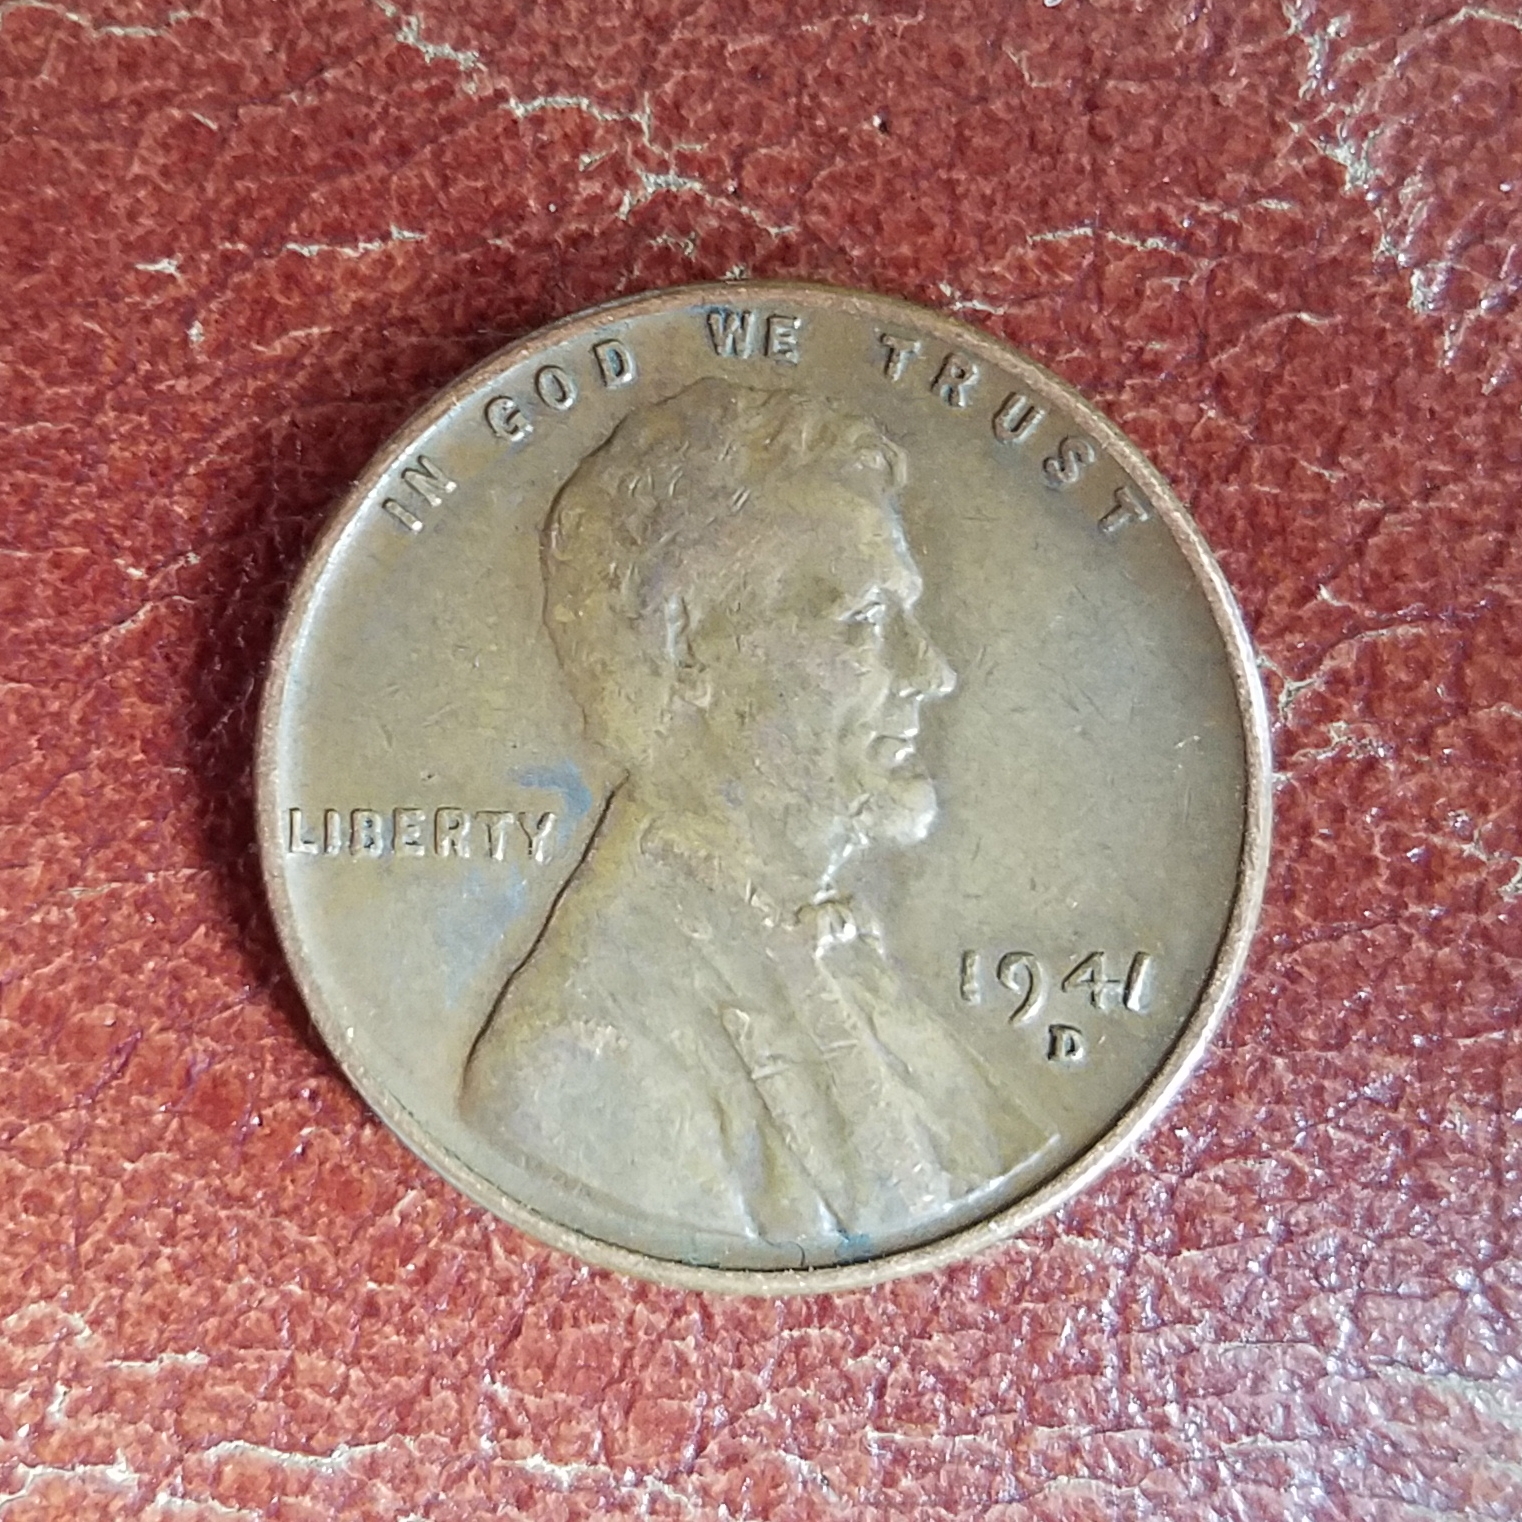 IN GOD WE TRUST
LIBERTY
1941
D